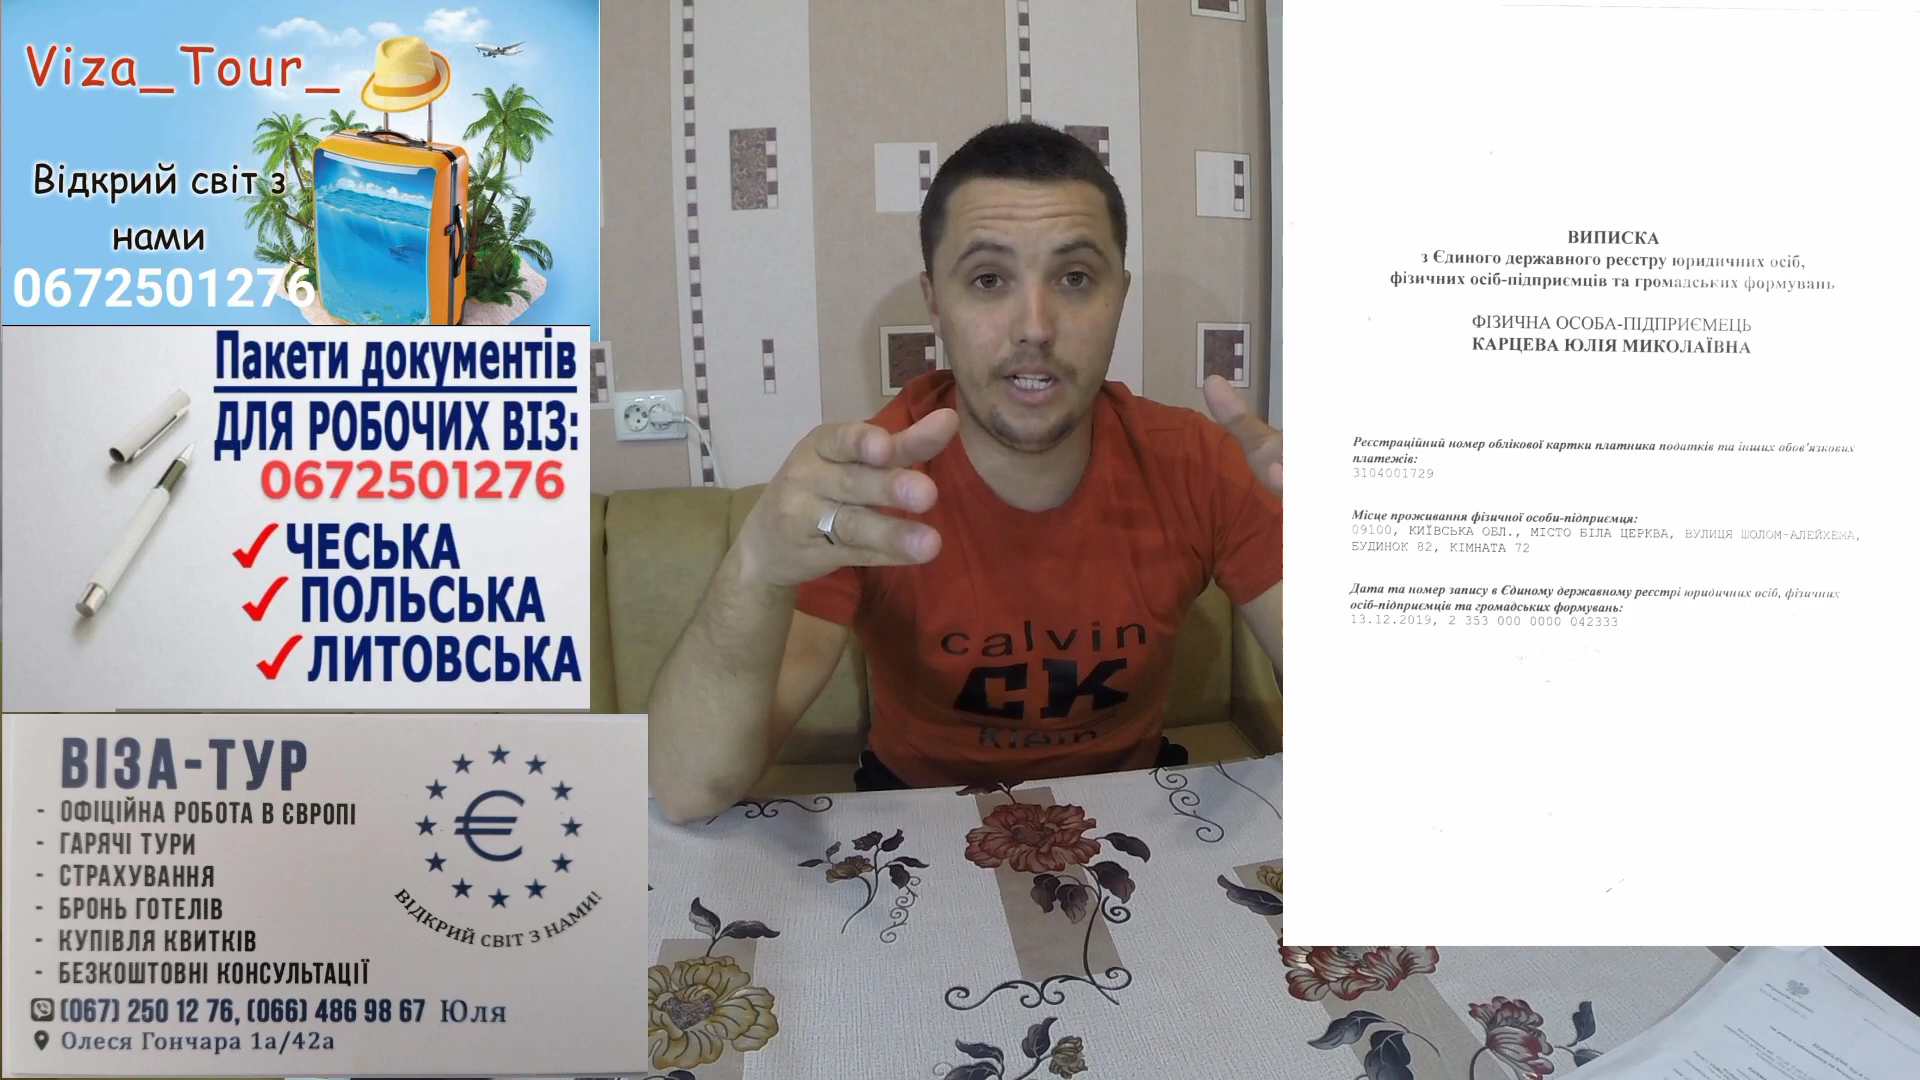 Viza_Tour_
Відкрий світ з
нами
0672501276
Пакети документів
ДЛЯ РОБОЧИХ ВІЗ:
0672501276
ЧЕСЬКА
ПОЛЬСЬКА
ЛИТОВСЬКА
ВІЗА-ТУР
- ОФІЦІЙНА РОБОТА В ЄВРОПІ
- ГАРЯЧІ ТУРИ
- СТРАХУВАННЯ
- БРОНЬ ГОТЕЛІВ
- КУПІВЛЯ КВИТКІВ
- БЕЗКОШТОВНІ КОНСУЛЬТАЦІЇ
(067) 250 12 76, (066) 486 98 67 Юля
Олеся Гончара 1а/42а
€
ВІДКРИЙ СВІТ З НАМИ!
calvin
CK
Klein
ВИПИСКА
з Єдиного державного реєстру юридичних осіб,
фізичних осіб-підприємців та громадських формувань
ФІЗИЧНА ОСОБА-ПІДПРИЄМЕЦЬ
КАРЦЕВА ЮЛІЯ МИКОЛАЇВНА
Реєстраційний номер облікової картки платника податків та інших обов'язкових
платежів:
3104001729
Місце проживання фізичної особи-підприємця:
09100, КИЇВСЬКА ОБЛ., МІСТО БІЛА ЦЕРКВА, ВУЛИЦЯ ШОЛОМ-АЛЕЙХЕМА,
БУДИНОК 82, КІМНАТА 72
Дата та номер запису в Єдиному державному реєстрі юридичних осіб, фізичних
осіб-підприємців та громадських формувань:
13.12.2019, 2 353 000 0000 042333